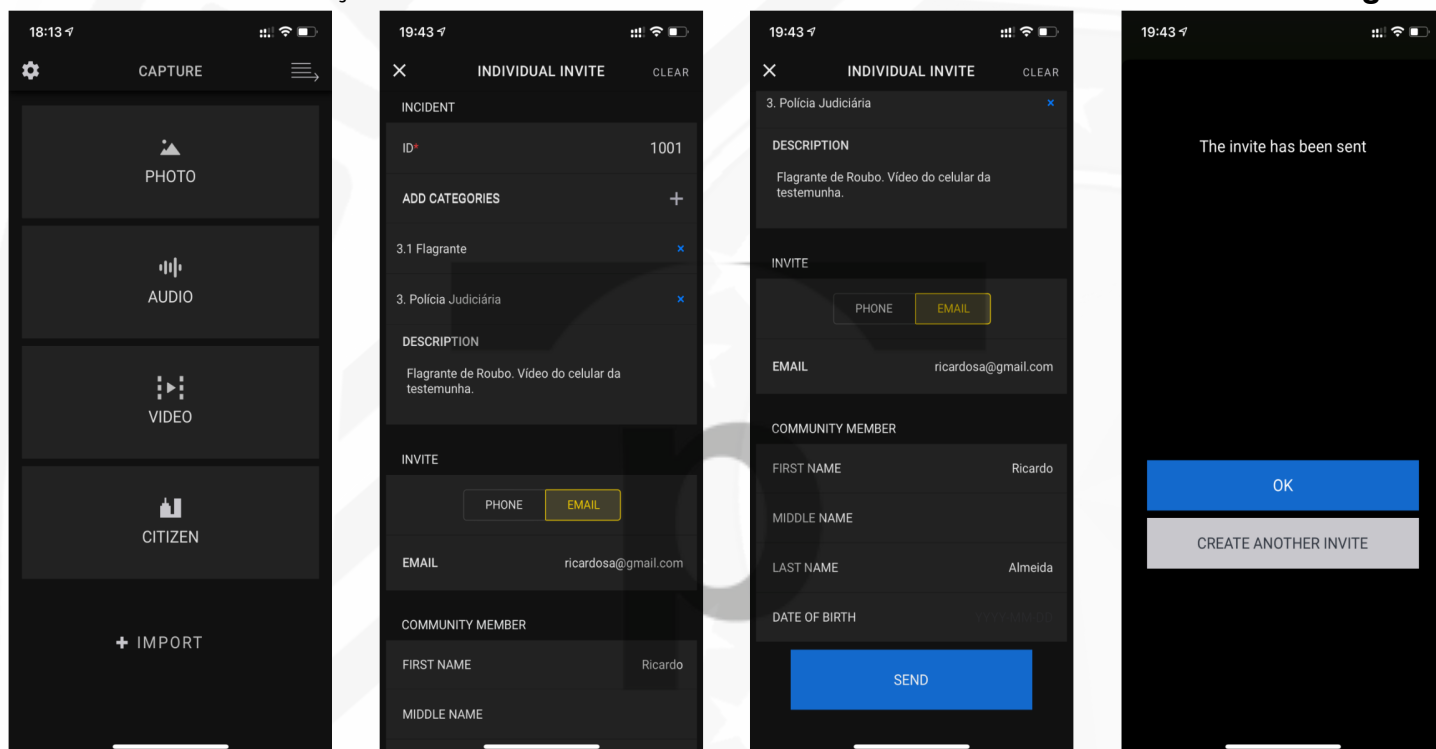 18:13
CAPTURE
PHOTO
AUDIO
VIDEO
CITIZEN
+ IMPORT
19:43
INDIVIDUAL INVITE
CLEAR
INCIDENT
ID*
1001
ADD CATEGORIES
3.1 Flagrante
3. Polícia Judiciária
DESCRIPTION
Flagrante de Roubo. Vídeo do celular da
testemunha.
INVITE
PHONE
EMAIL
EMAIL
ricardosa@gmail.com
COMMUNITY MEMBER
FIRST NAME
Ricardo
MIDDLE NAME
19:43
INDIVIDUAL INVITE
CLEAR
3. Polícia Judiciária
DESCRIPTION
Flagrante de Roubo. Vídeo do celular da
testemunha.
INVITE
PHONE
EMAIL
EMAIL
ricardosa@gmail.com
COMMUNITY MEMBER
FIRST NAME
Ricardo
MIDDLE NAME
LAST NAME
Almeida
DATE OF BIRTH
SEND
19:43
The invite has been sent
OK
CREATE ANOTHER INVITE